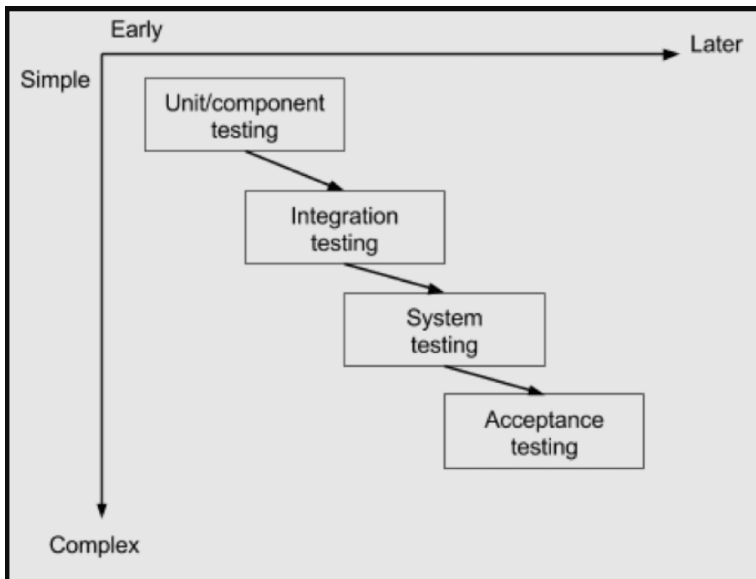 Early
Later
Simple
Unit/component
testing
Integration
testing
System
testing
Acceptance
testing
Complex